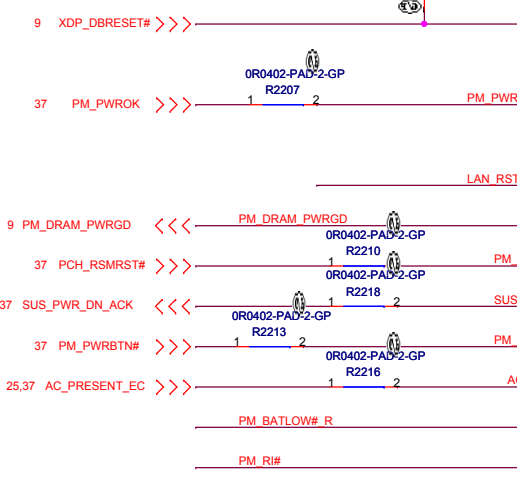 9 XDP_DBRESET#
0R0402-PAD-2-GP
R2207
37 PM_PWROK 1 2 PM_PWR
LAN_RST
9 PM_DRAM_PWRGD PM_DRAM_PWRGD
0R0402-PAD-2-GP
R2210
37 PCH_RSMRST# 1 PM_
0R0402-PAD-2-GP
R2218
37 SUS_PWR_DN_ACK 1 2 SUS
0R0402-PAD-2-GP
R2213
37 PM_PWRBTN# 1 2 PM_
0R0402-PAD-2-GP
R2216
25,37 AC_PRESENT_EC 1 2
PM_BATLOW#_R
PM_RI#